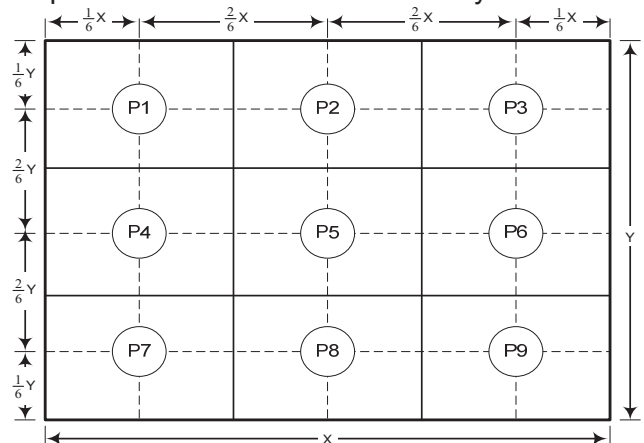 1/6 X 2/6 X 2/6 X 1/6 X
1/6 Y
P1 P2 P3
2/6 Y
P4 P5 P6 Y
2/6 Y
P7 P8 P9
1/6 Y
X